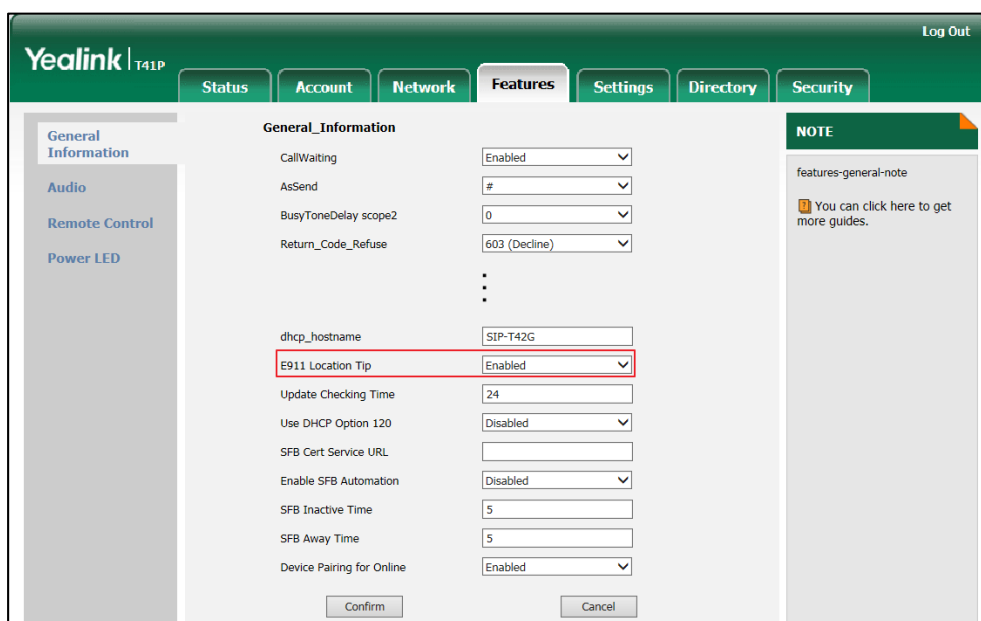 Log Out
Yealink T41P
Status Account Network Features Settings Directory Security
General
Information
Audio
Remote Control
Power LED
General_Information
CallWaiting Enabled
AsSend #
BusyToneDelay scope2 0
Return_Code_Refuse 603 (Decline)
dhcp_hostname SIP-T42G
E911 Location Tip Enabled
Update Checking Time 24
Use DHCP Option 120 Disabled
SFB Cert Service URL
Enable SFB Automation Disabled
SFB Inactive Time 5
SFB Away Time 5
Device Pairing for Online Enabled
Confirm Cancel
NOTE
features-general-note
You can click here to get
more guides.